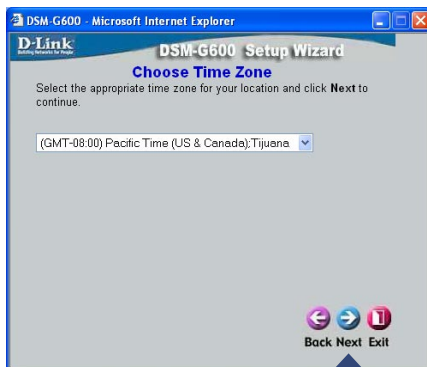 DSM-G600 - Microsoft Internet Explorer
D-Link
Building Networks for People
DSM-G600 Setup Wizard
Choose Time Zone
Select the appropriate time zone for your location and click Next to
continue.
(GMT-08:00) Pacific Time (US & Canada);Tijuana
Back Next Exit